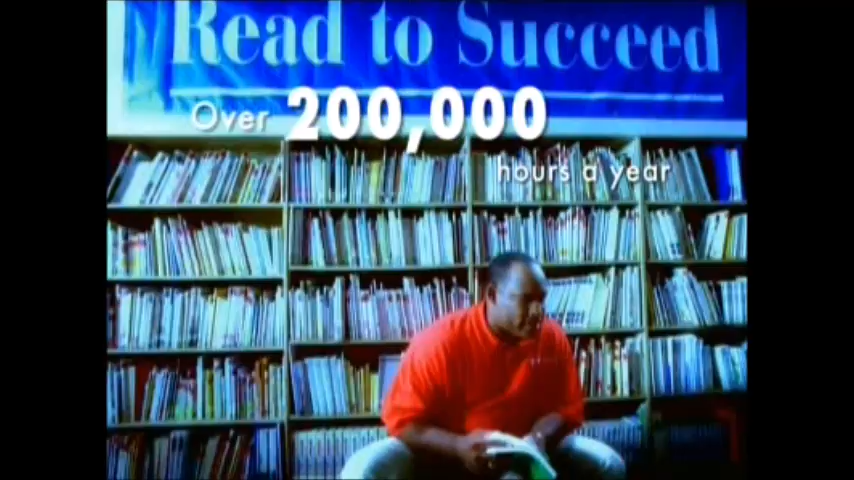 Read to Succeed
Over 200,000
hours a year